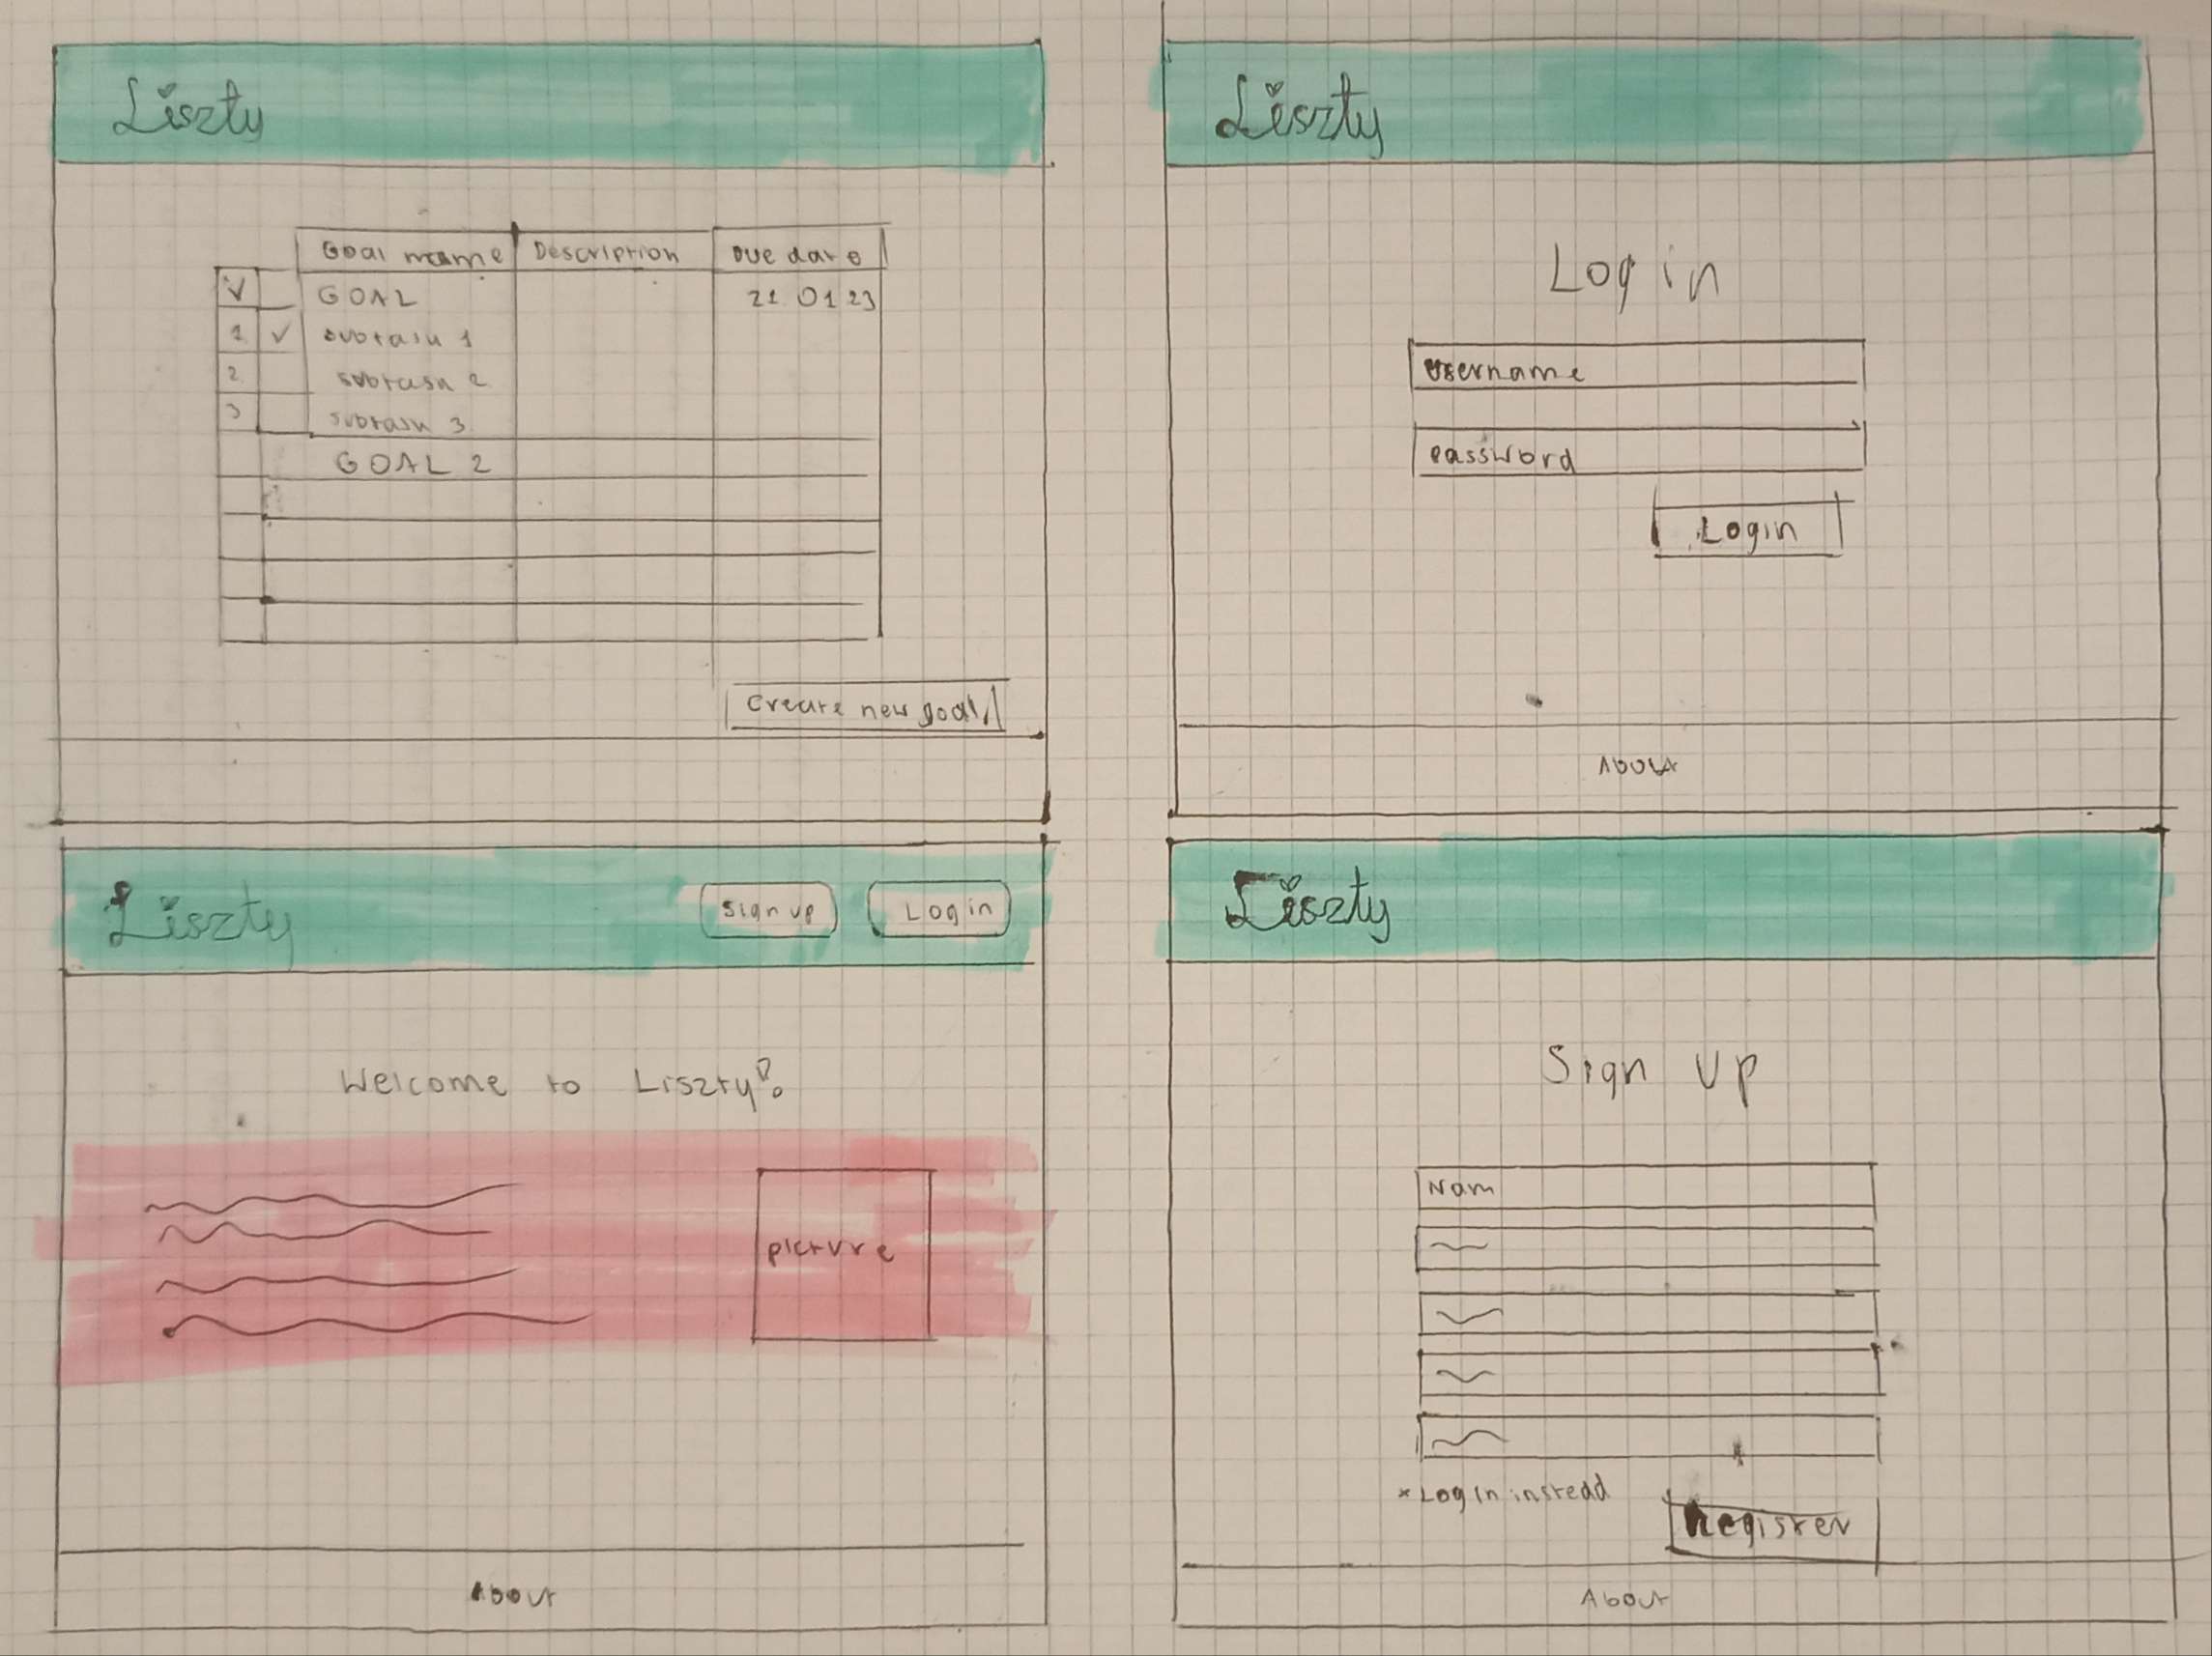 Liszty
Goal name Description Due date
V GOAL 21 01 23
1 ✓ subtask 1
2 subtask 2
3 subtask 3
GOAL 2
Create new goal
Liszty
Log in
username
password
Login
About
Liszty Sign up Log in
Welcome to Liszty!
picture
About
Liszty
Sign up
Nam
* Log in instead
Register
About